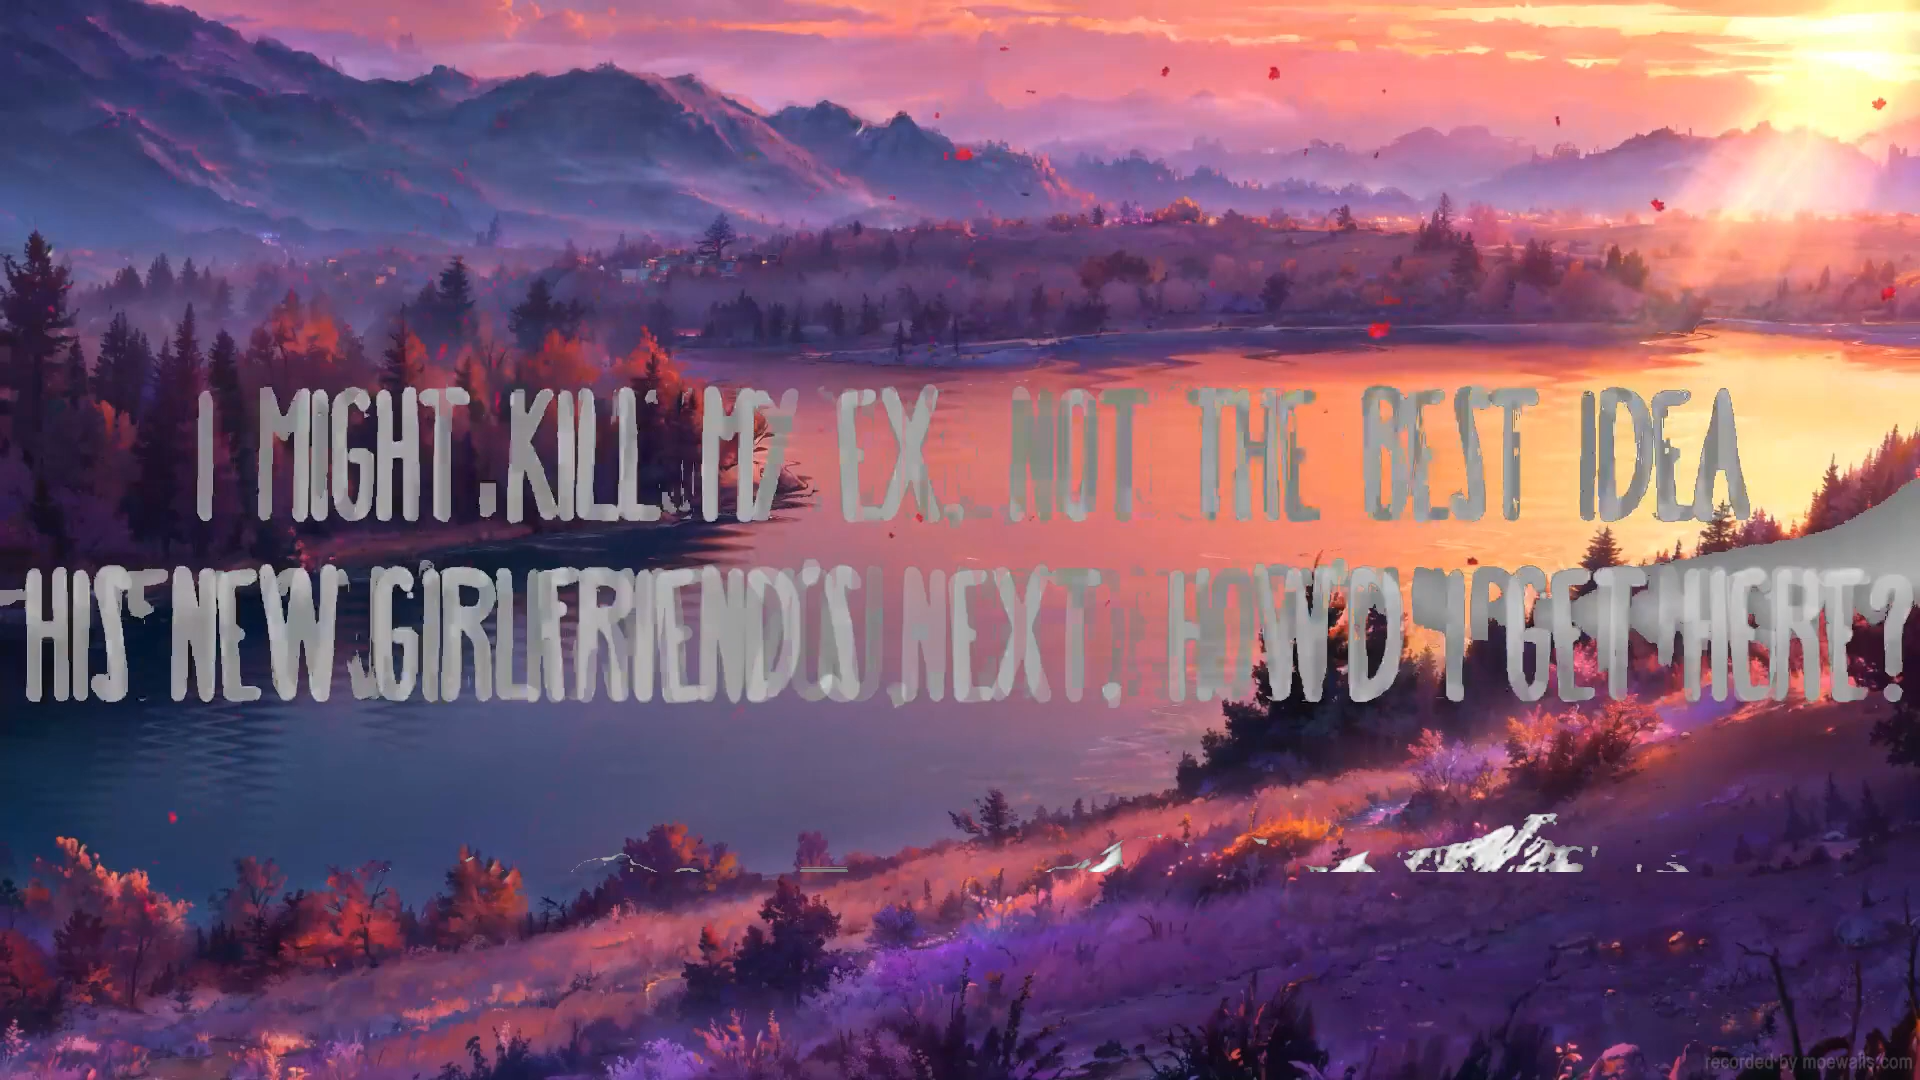 I MIGHT KILL MY EX, NOT THE BEST IDEA
HIS NEW GIRLFRIEND'S NEXT, HOW'D I GET HERE?
recorded by moewalls.com